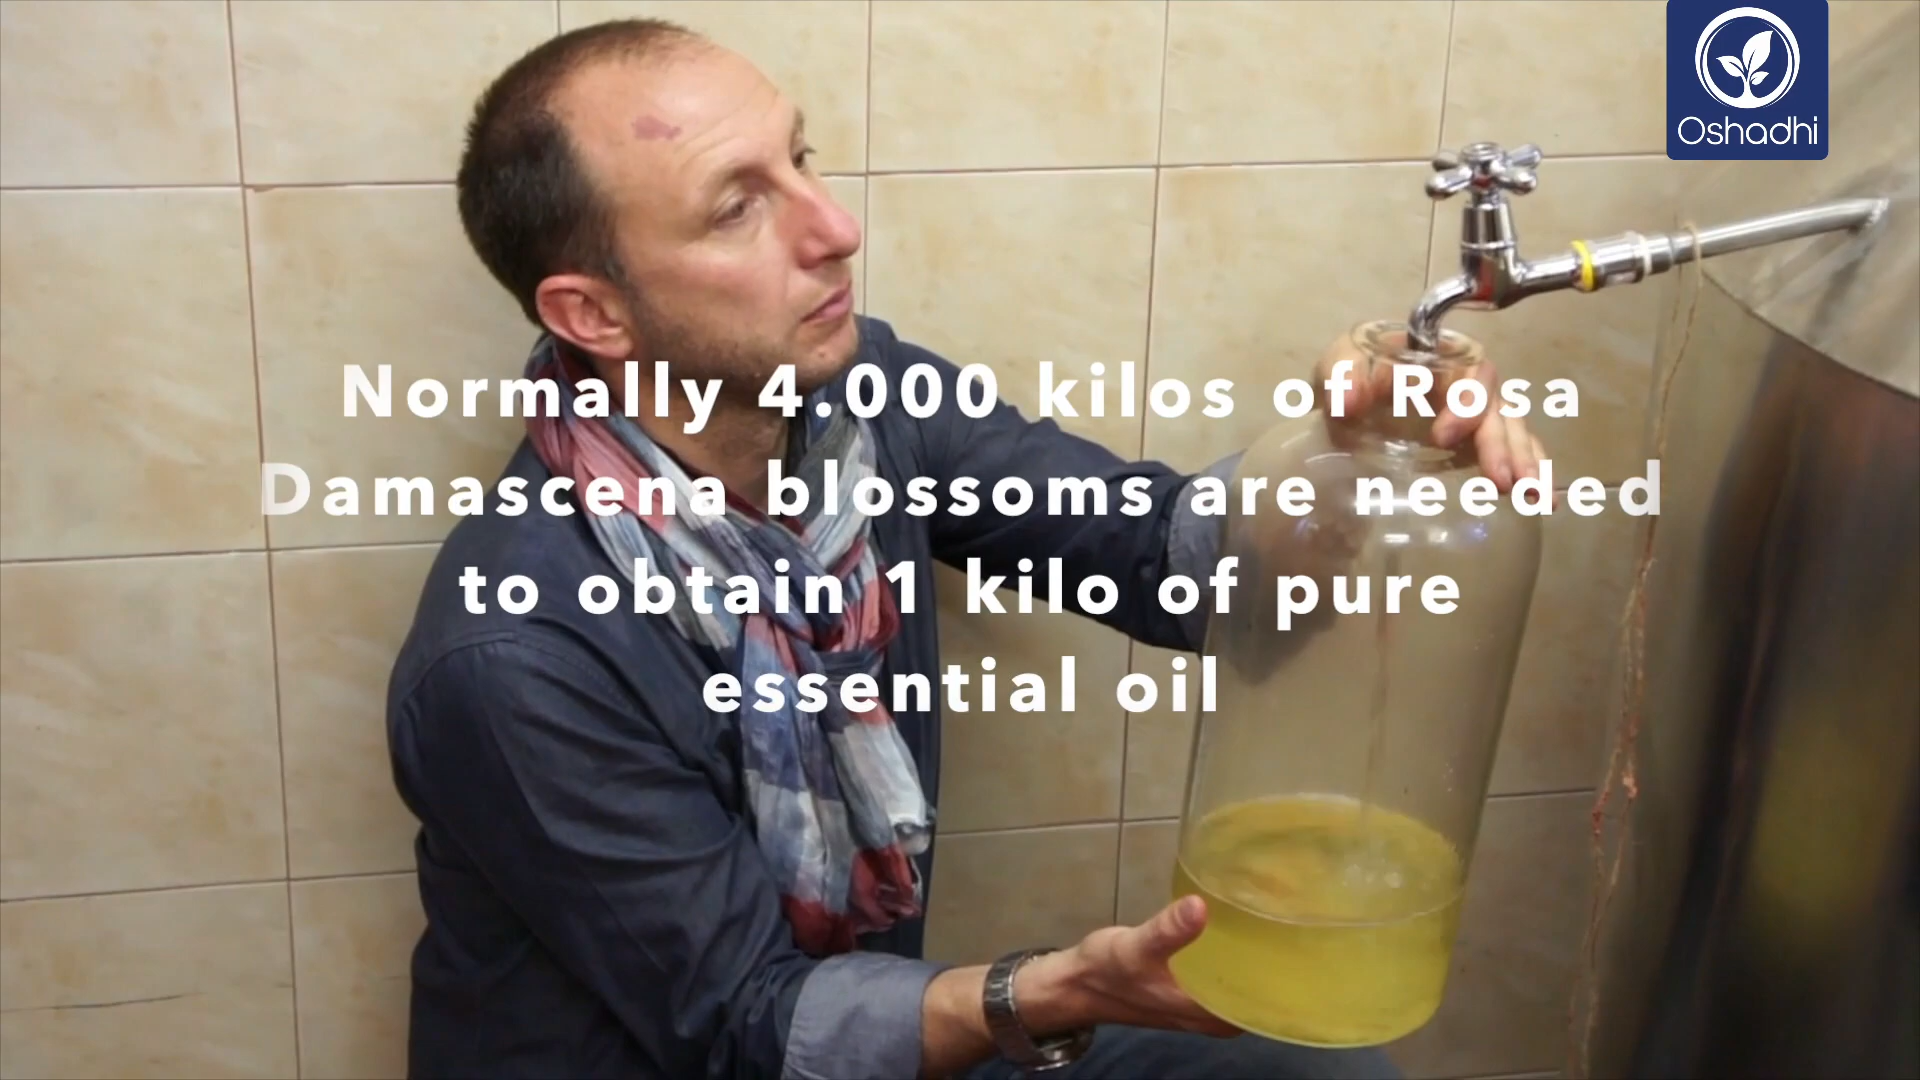 Oshadhi
Normally 4.000 kilos of Rosa
Damascena blossoms are needed
to obtain 1 kilo of pure
essential oil